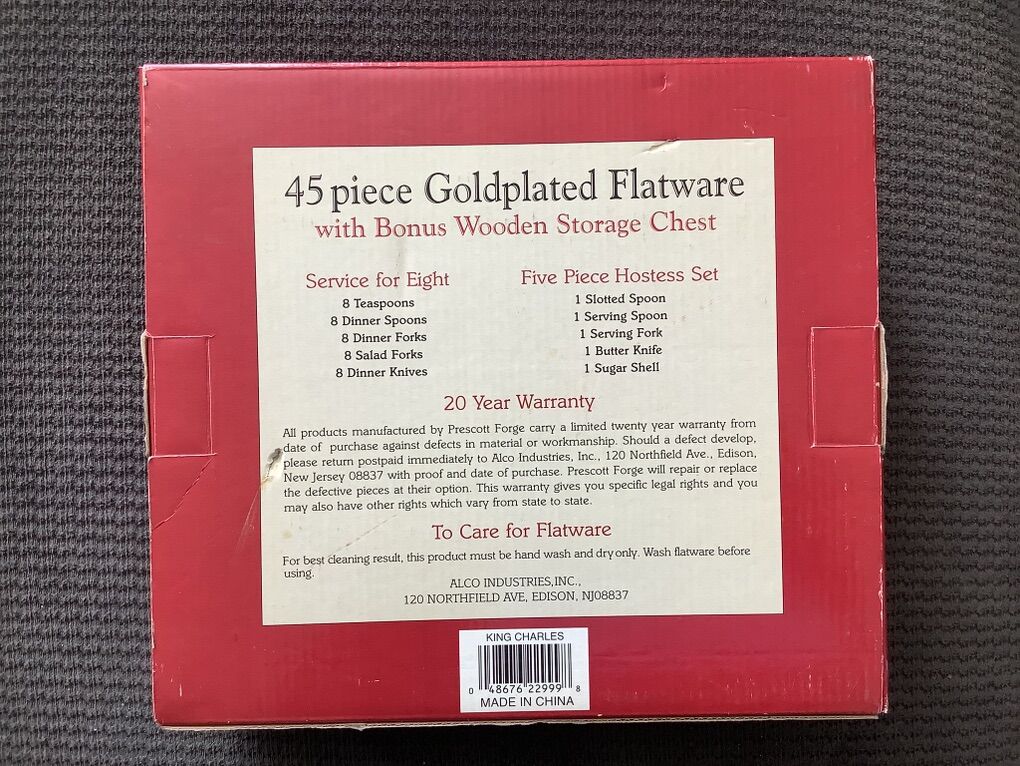 45 piece Goldplated Flatware
with Bonus Wooden Storage Chest
Service for Eight
8 Teaspoons
8 Dinner Spoons
8 Dinner Forks
8 Salad Forks
8 Dinner Knives
Five Piece Hostess Set
1 Slotted Spoon
1 Serving Spoon
1 Serving Fork
1 Butter Knife
1 Sugar Shell
20 Year Warranty
All products manufactured by Prescott Forge carry a limited twenty year warranty from
date of purchase against defects in material or workmanship. Should a defect develop,
please return postpaid immediately to Alco Industries, Inc., 120 Northfield Ave., Edison,
New Jersey 08837 with proof and date of purchase. Prescott Forge will repair or replace
the defective pieces at their option. This warranty gives you specific legal rights and you
may also have other rights which vary from state to state.
To Care for Flatware
For best cleaning result, this product must be hand wash and dry only. Wash flatware before
using.
ALCO INDUSTRIES,INC.,
120 NORTHFIELD AVE, EDISON, NJ08837
KING CHARLES
0 48676 22999 8
MADE IN CHINA